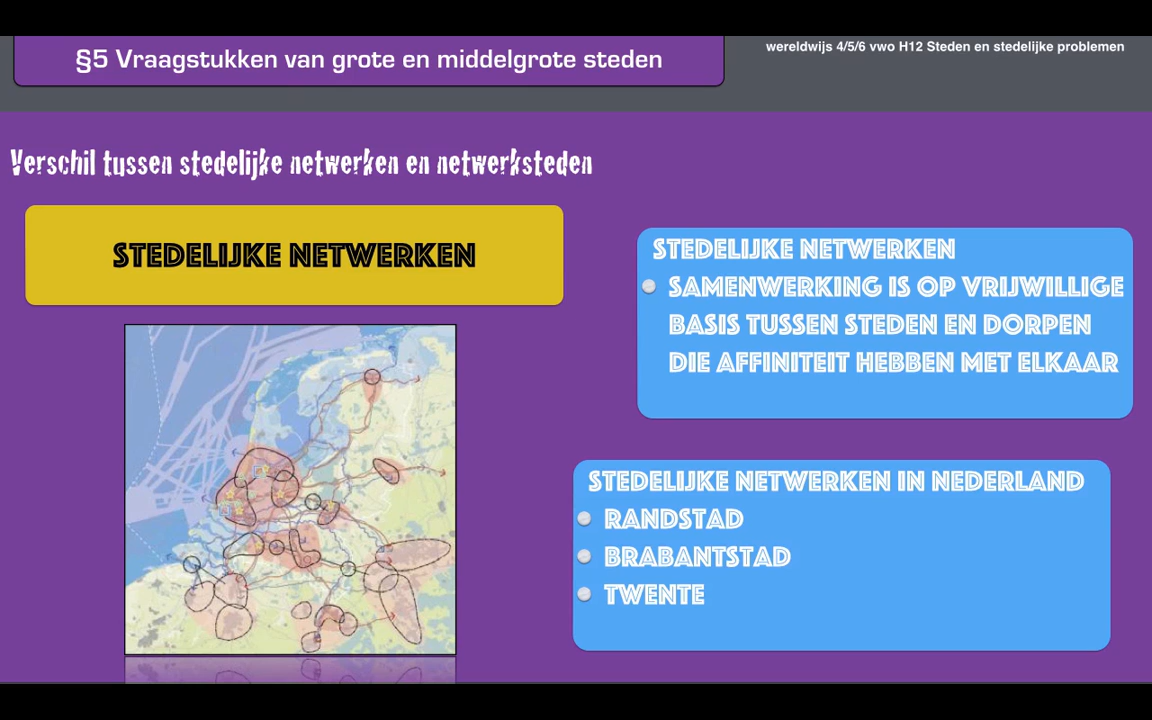 §5 Vraagstukken van grote en middelgrote steden
wereldwijs 4/5/6 vwo H12 Steden en stedelijke problemen
Verschil tussen stedelijke netwerken en netwerksteden
STEDELIJKE NETWERKEN
STEDELIJKE NETWERKEN
SAMENWERKING IS OP VRIJWILLIGE
BASIS TUSSEN STEDEN EN DORPEN
DIE AFFINITEIT HEBBEN MET ELKAAR
STEDELIJKE NETWERKEN IN NEDERLAND
RANDSTAD
BRABANTSTAD
TWENTE